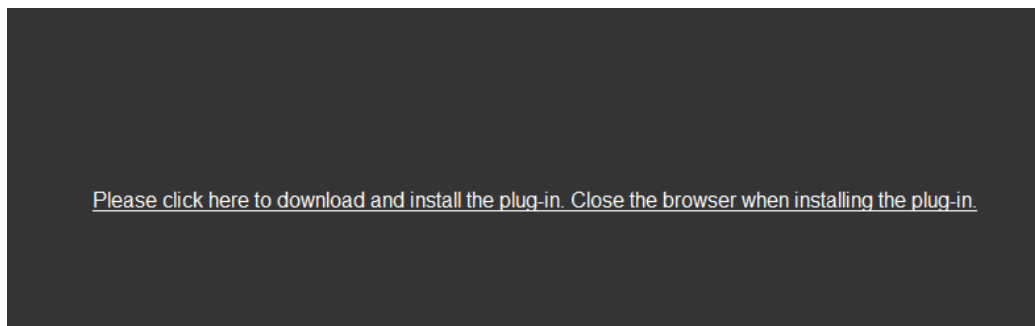 Please click here to download and install the plug-in. Close the browser when installing the plug-in.